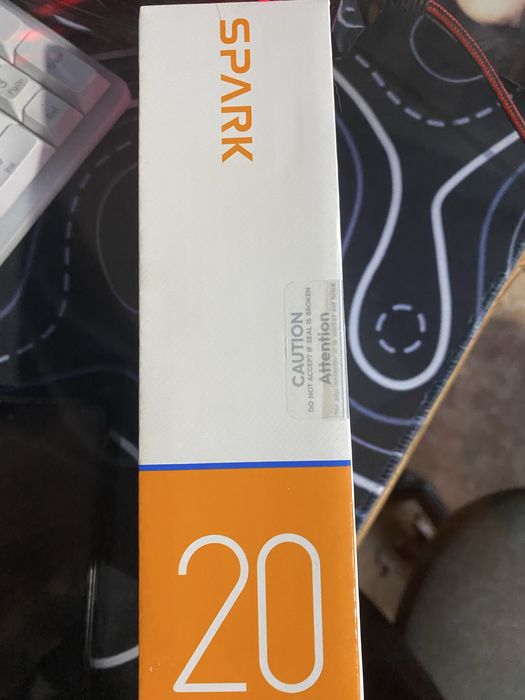 SPARK
CAUTION
DO NOT ACCEPT IF SEAL IS BROKEN
Attention
20